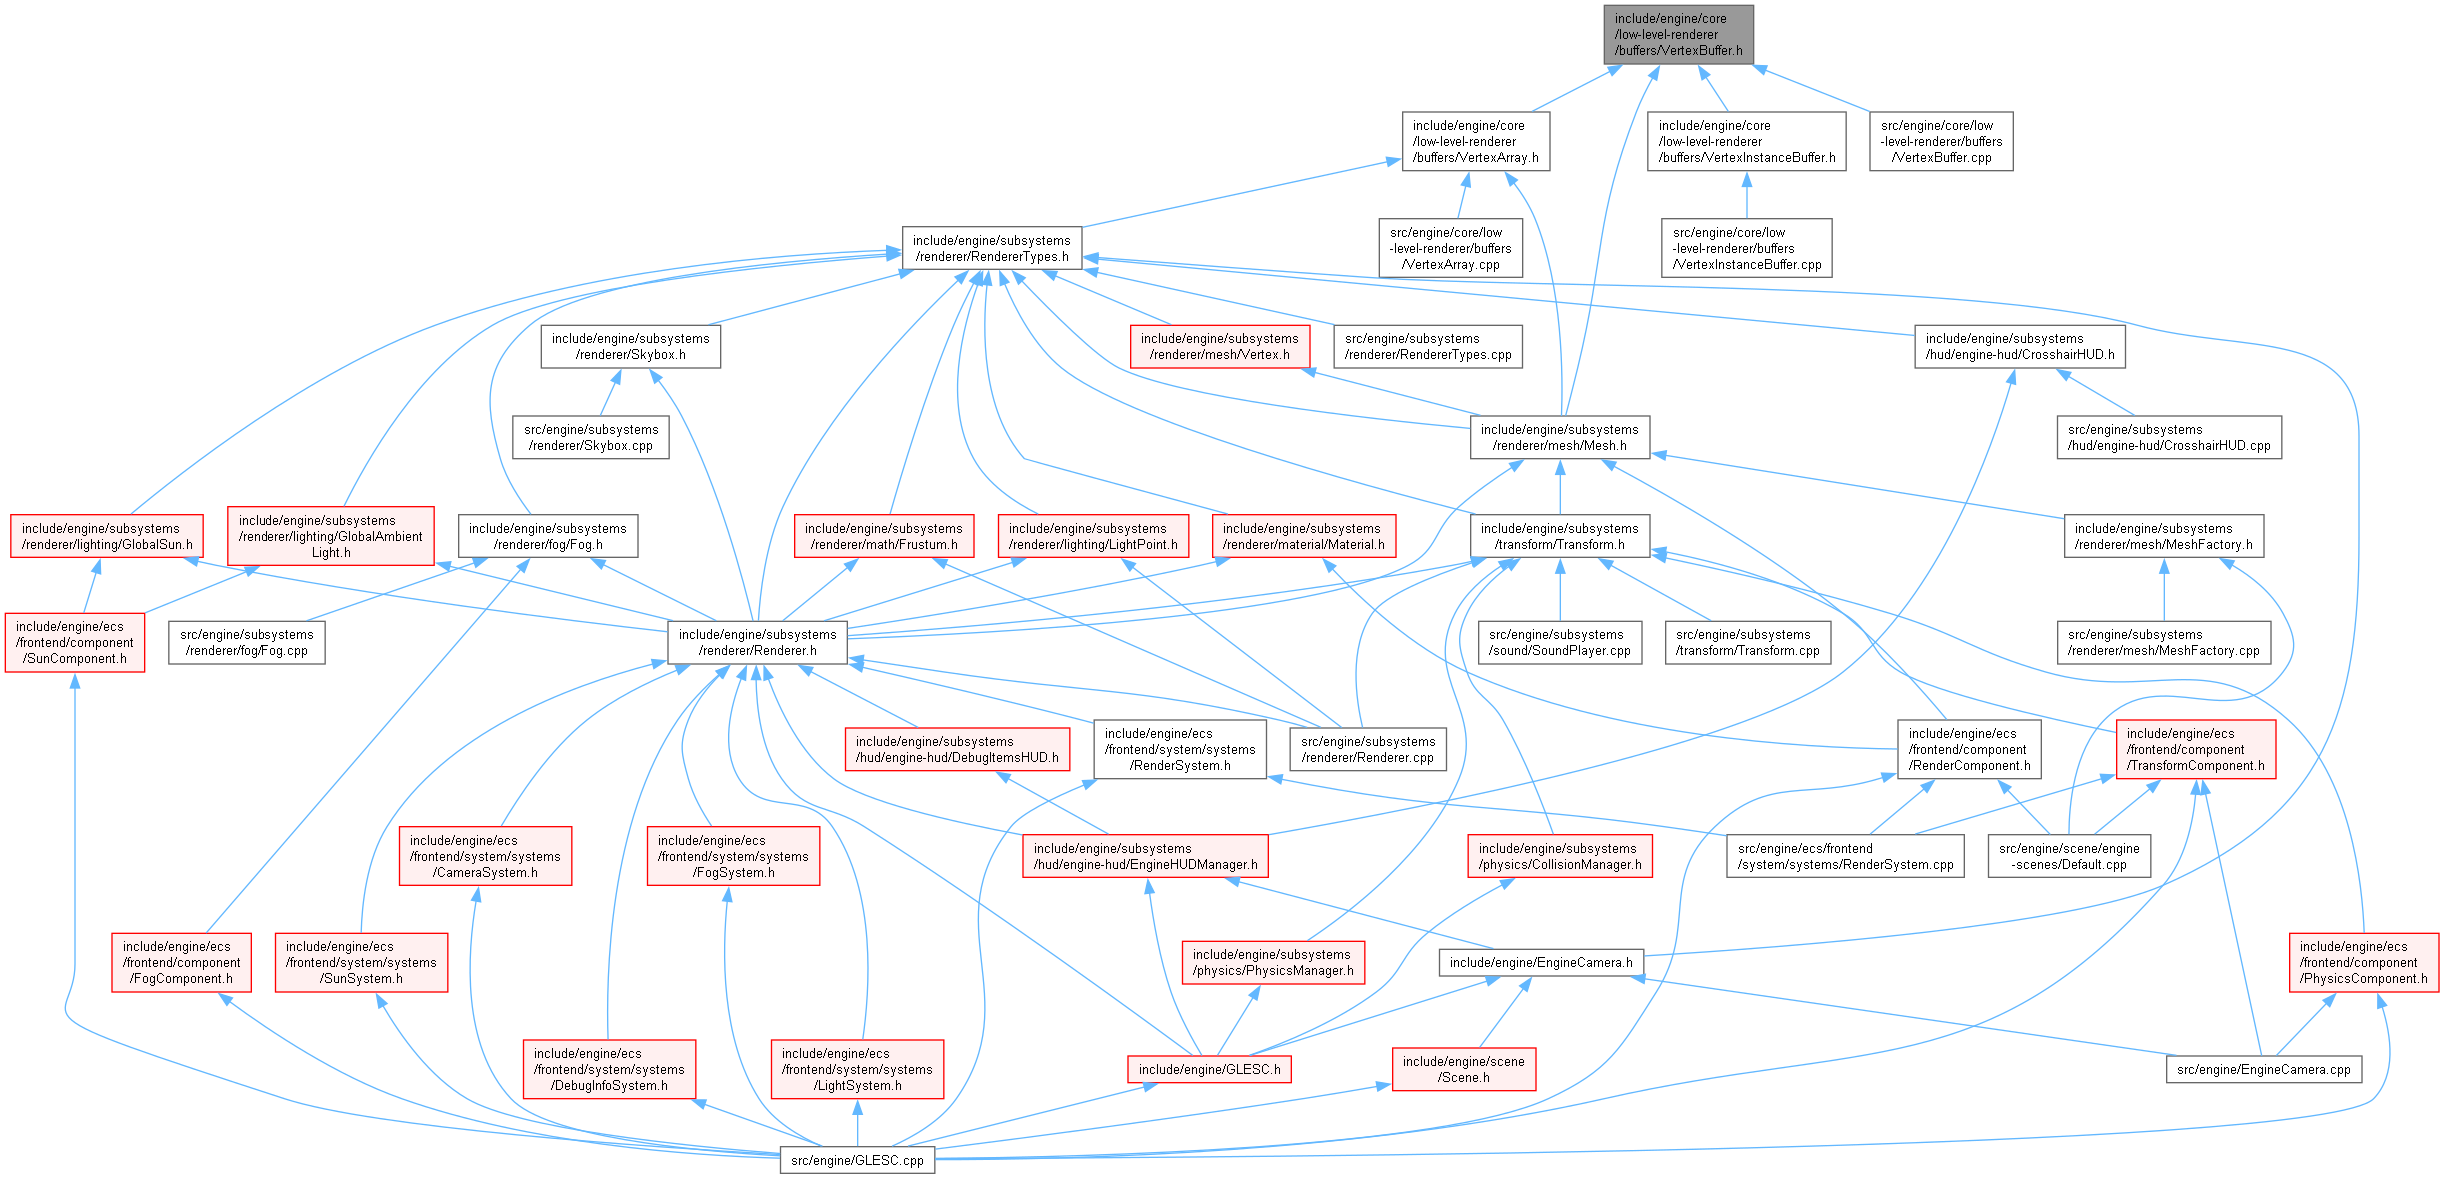 include/engine/core
/low-level-renderer
/buffers/VertexBuffer.h
include/engine/core
/low-level-renderer
/buffers/VertexArray.h
include/engine/core
/low-level-renderer
/buffers/VertexInstanceBuffer.h
src/engine/core/low
-level-renderer/buffers
/VertexBuffer.cpp
include/engine/subsystems
/renderer/RendererTypes.h
src/engine/core/low
-level-renderer/buffers
/VertexArray.cpp
src/engine/core/low
-level-renderer/buffers
/VertexInstanceBuffer.cpp
include/engine/subsystems
/renderer/Skybox.h
include/engine/subsystems
/renderer/mesh/Vertex.h
src/engine/subsystems
/renderer/RendererTypes.cpp
include/engine/subsystems
/hud/engine-hud/CrosshairHUD.h
src/engine/subsystems
/renderer/Skybox.cpp
include/engine/subsystems
/renderer/mesh/Mesh.h
src/engine/subsystems
/hud/engine-hud/CrosshairHUD.cpp
include/engine/subsystems
/renderer/lighting/GlobalSun.h
include/engine/subsystems
/renderer/lighting/GlobalAmbient
Light.h
include/engine/subsystems
/renderer/fog/Fog.h
include/engine/subsystems
/renderer/math/Frustum.h
include/engine/subsystems
/renderer/lighting/LightPoint.h
include/engine/subsystems
/renderer/material/Material.h
include/engine/subsystems
/transform/Transform.h
include/engine/subsystems
/renderer/mesh/MeshFactory.h
include/engine/ecs
/frontend/component
/SunComponent.h
src/engine/subsystems
/renderer/fog/Fog.cpp
include/engine/subsystems
/renderer/Renderer.h
src/engine/subsystems
/sound/SoundPlayer.cpp
src/engine/subsystems
/transform/Transform.cpp
src/engine/subsystems
/renderer/mesh/MeshFactory.cpp
include/engine/subsystems
/hud/engine-hud/DebugItemsHUD.h
include/engine/ecs
/frontend/system/systems
/RenderSystem.h
src/engine/subsystems
/renderer/Renderer.cpp
include/engine/ecs
/frontend/component
/RenderComponent.h
include/engine/ecs
/frontend/component
/TransformComponent.h
include/engine/ecs
/frontend/system/systems
/CameraSystem.h
include/engine/ecs
/frontend/system/systems
/FogSystem.h
include/engine/subsystems
/hud/engine-hud/EngineHUDManager.h
include/engine/subsystems
/physics/CollisionManager.h
src/engine/ecs/frontend
/system/systems/RenderSystem.cpp
src/engine/scene/engine
-scenes/Default.cpp
include/engine/ecs
/frontend/component
/FogComponent.h
include/engine/ecs
/frontend/system/systems
/SunSystem.h
include/engine/subsystems
/physics/PhysicsManager.h
include/engine/EngineCamera.h
include/engine/ecs
/frontend/component
/PhysicsComponent.h
include/engine/ecs
/frontend/system/systems
/DebugInfoSystem.h
include/engine/ecs
/frontend/system/systems
/LightSystem.h
include/engine/GLESC.h
include/engine/scene
/Scene.h
src/engine/EngineCamera.cpp
src/engine/GLESC.cpp